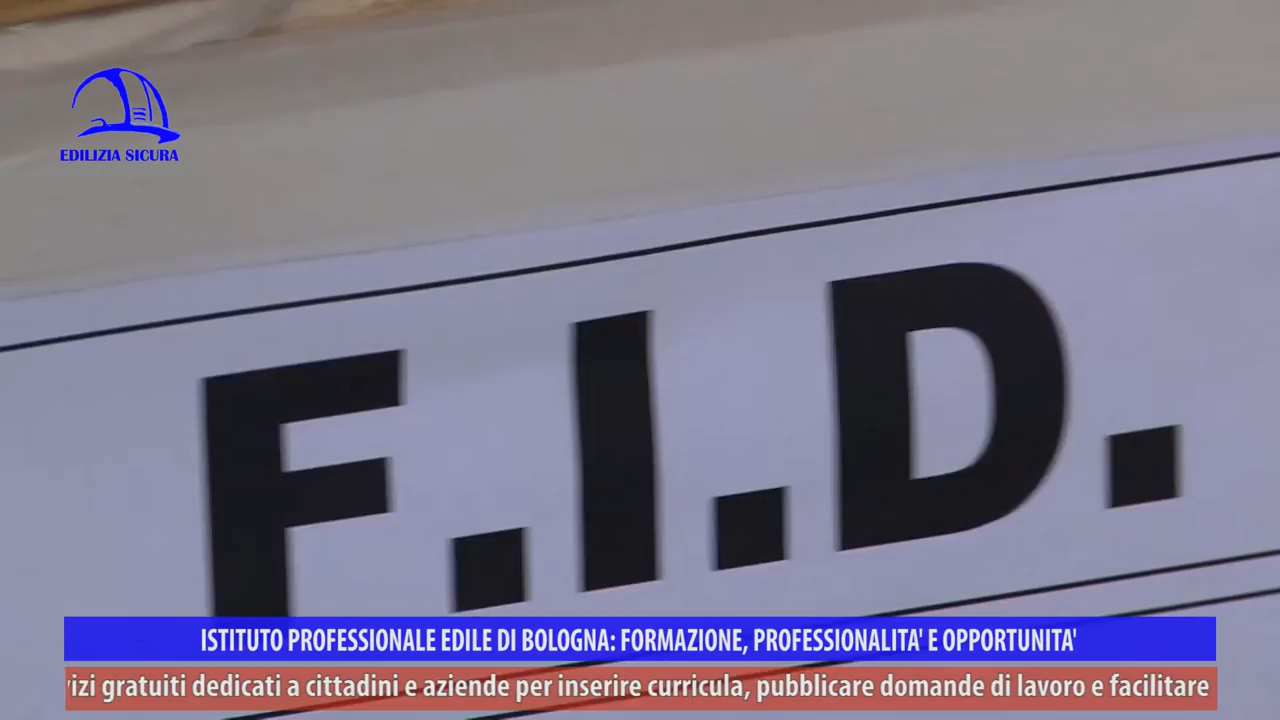 EDILIZIA SICURA
F.I.D.
ISTITUTO PROFESSIONALE EDILE DI BOLOGNA: FORMAZIONE, PROFESSIONALITA' E OPPORTUNITA'
gratuiti dedicati a cittadini e aziende per inserire curricula, pubblicare domande di lavoro e facilitare